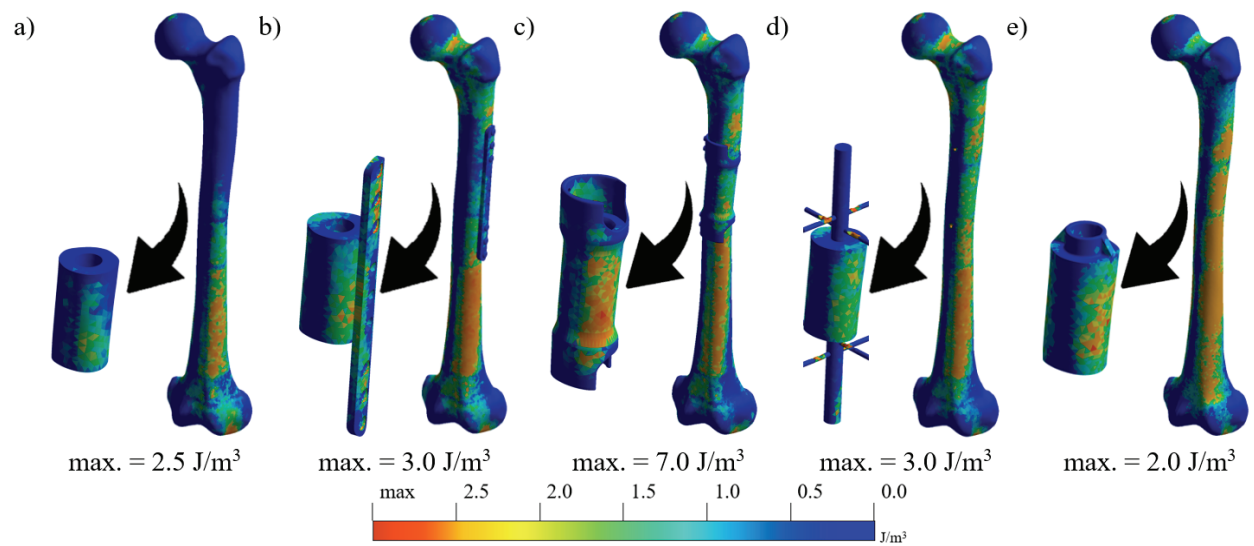 a) b) c) d) e)
max. = 2.5 J/m³ max. = 3.0 J/m³ max. = 7.0 J/m³ max. = 3.0 J/m³ max. = 2.0 J/m³
max 2.5 2.0 1.5 1.0 0.5 0.0
J/m³